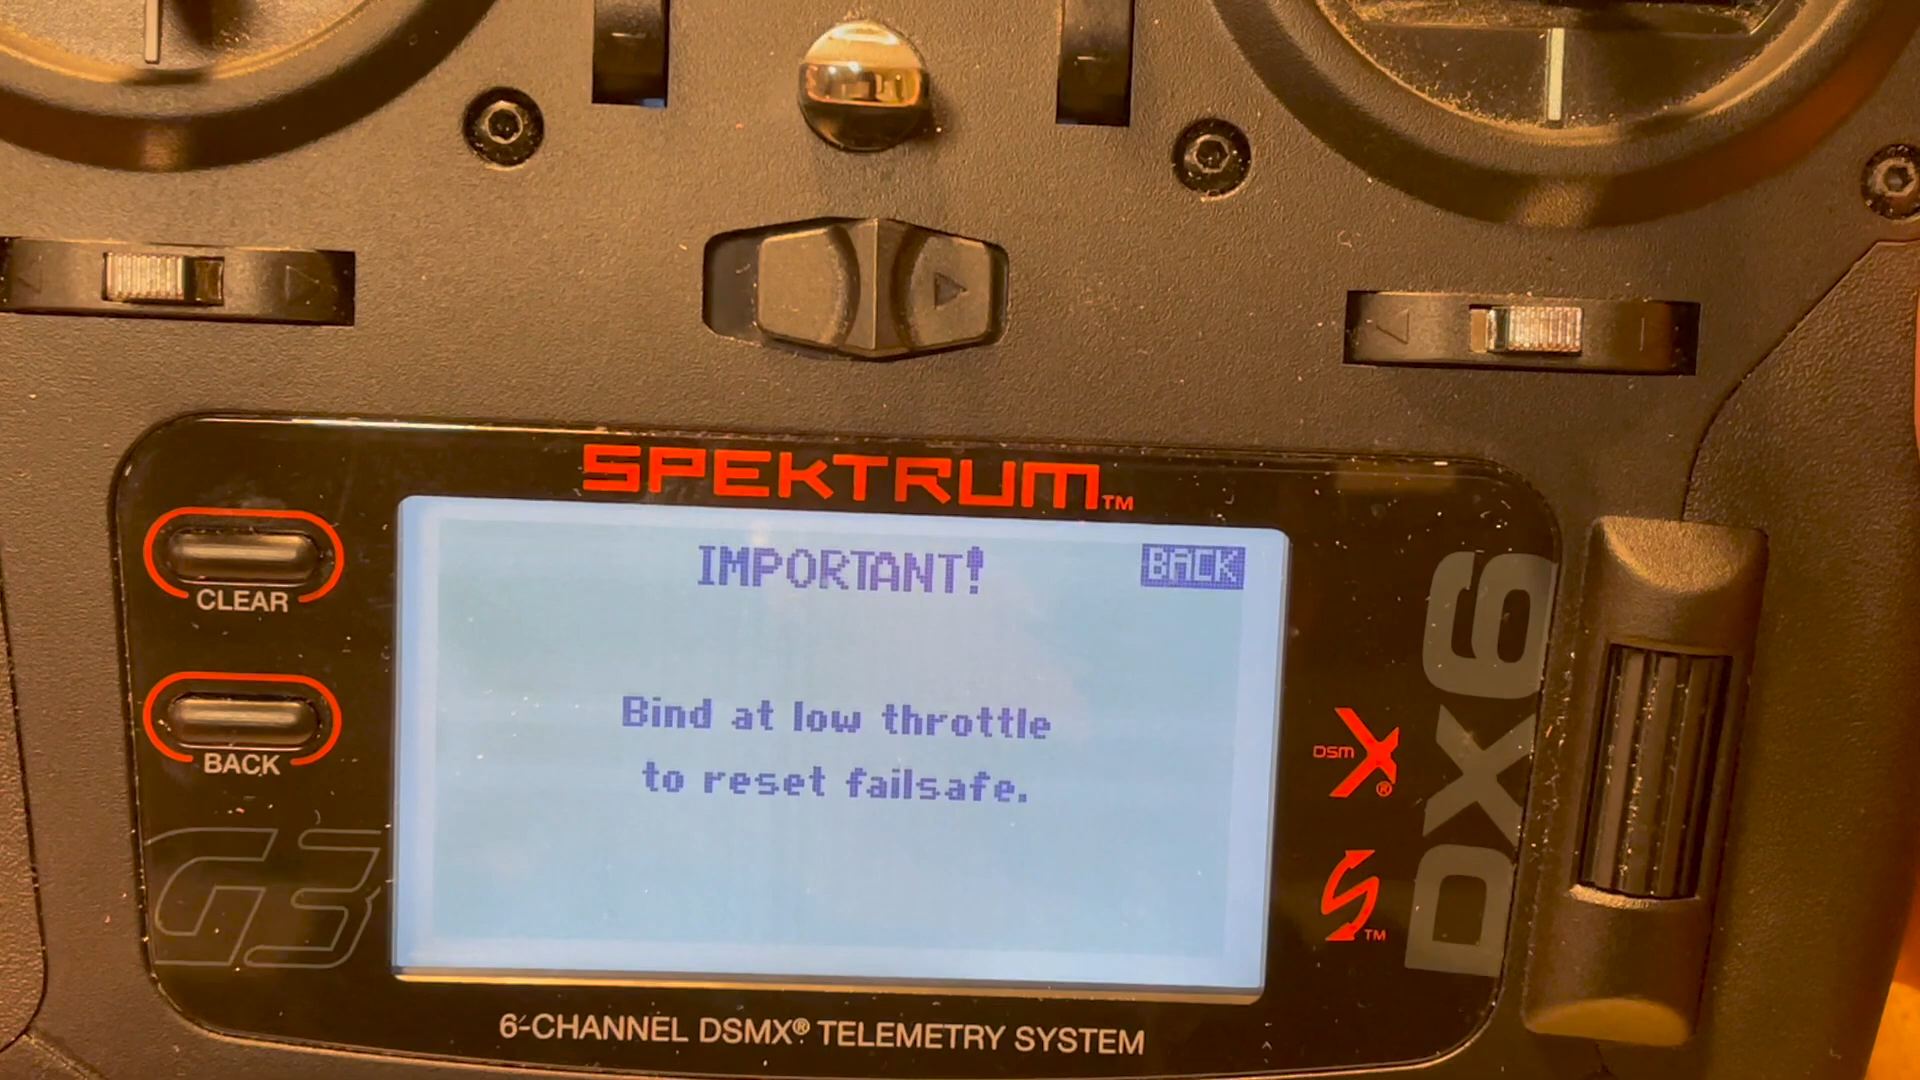 SPEKTRUM™
IMPORTANT!
BACK
CLEAR
Bind at low throttle
to reset failsafe.
BACK
DSM X®
DX6
G3
S™
6-CHANNEL DSMX® TELEMETRY SYSTEM